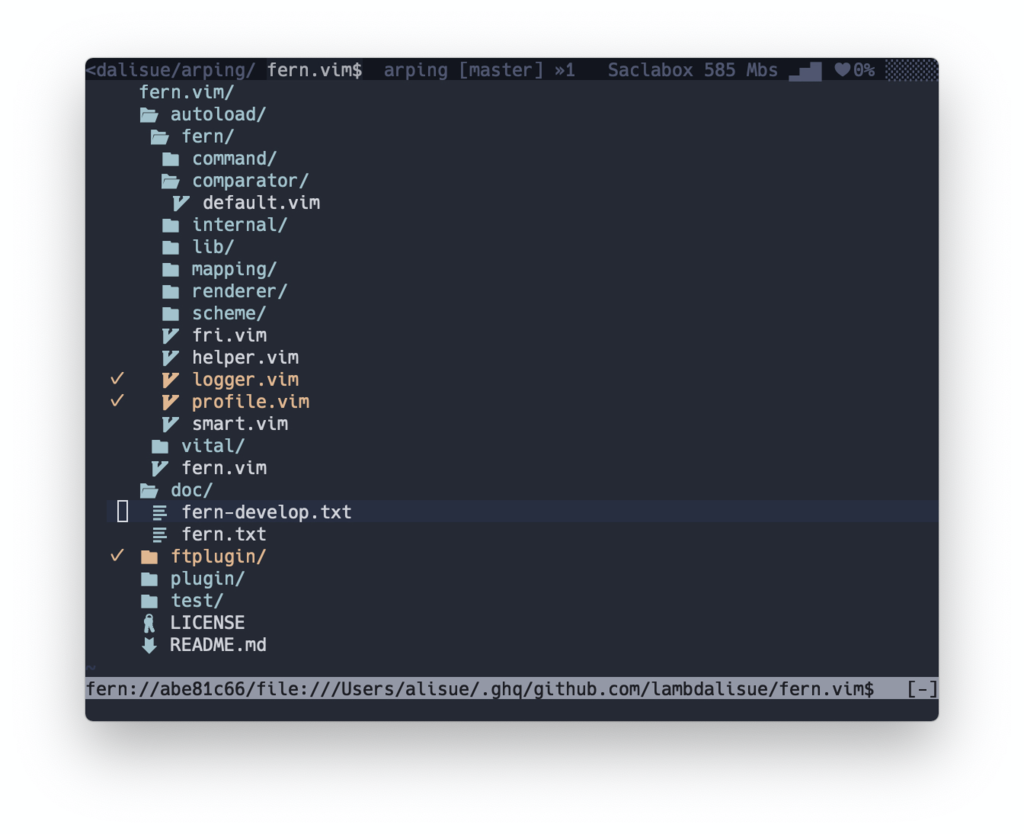 <dalisue/arping/ fern.vim$ arping [master] »1 Saclabox 585 Mbs ♥0%
fern.vim/
autoload/
fern/
command/
comparator/
default.vim
internal/
lib/
mapping/
renderer/
scheme/
fri.vim
helper.vim
✓ logger.vim
✓ profile.vim
smart.vim
vital/
fern.vim
doc/
fern-develop.txt
fern.txt
✓ ftplugin/
plugin/
test/
LICENSE
README.md
~
fern://abe81c66/file:///Users/alisue/.ghq/github.com/lambdalisue/fern.vim$ [-]